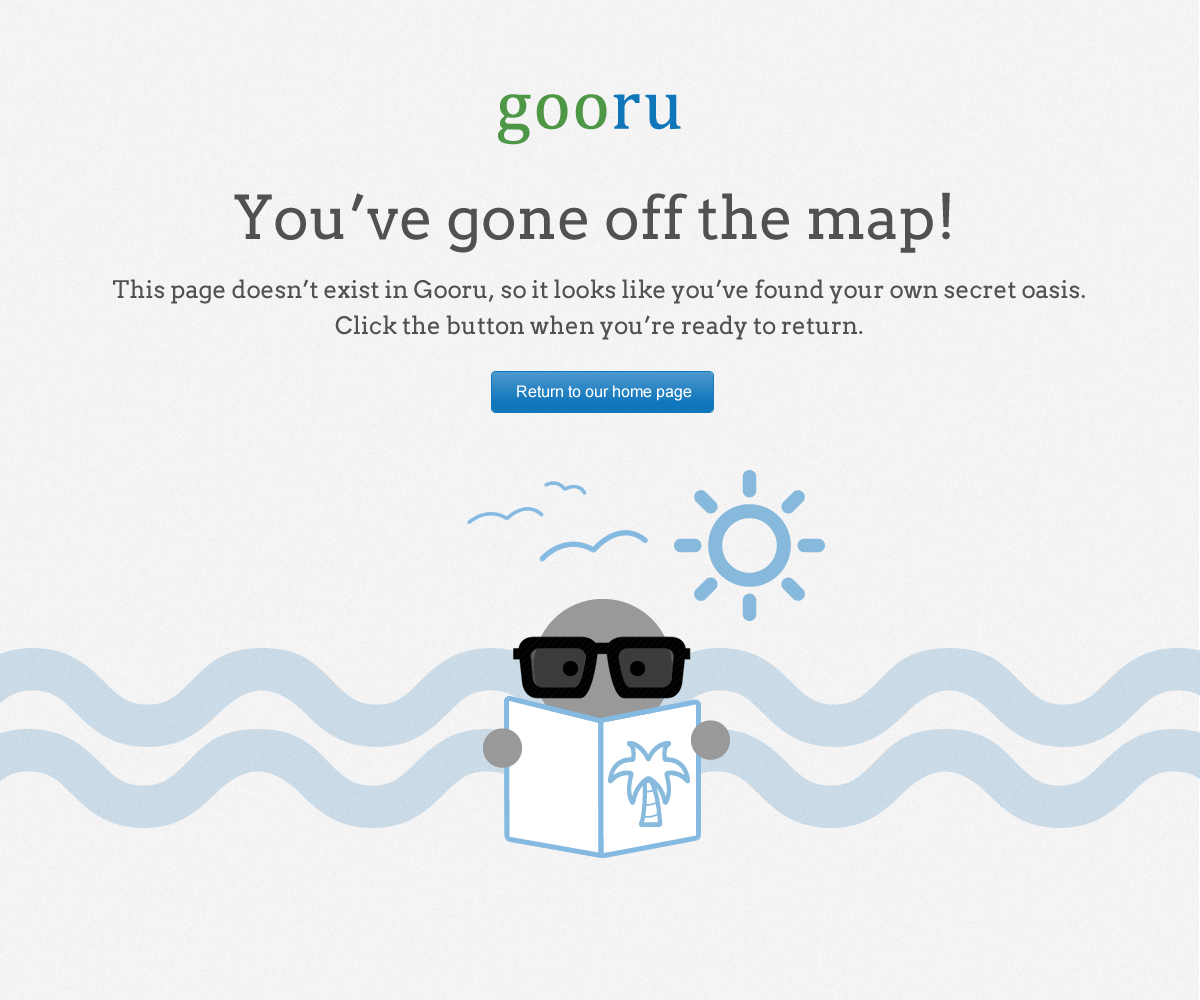 gooru
You’ve gone off the map!
This page doesn’t exist in Gooru, so it looks like you’ve found your own secret oasis.
Click the button when you’re ready to return.
Return to our home page